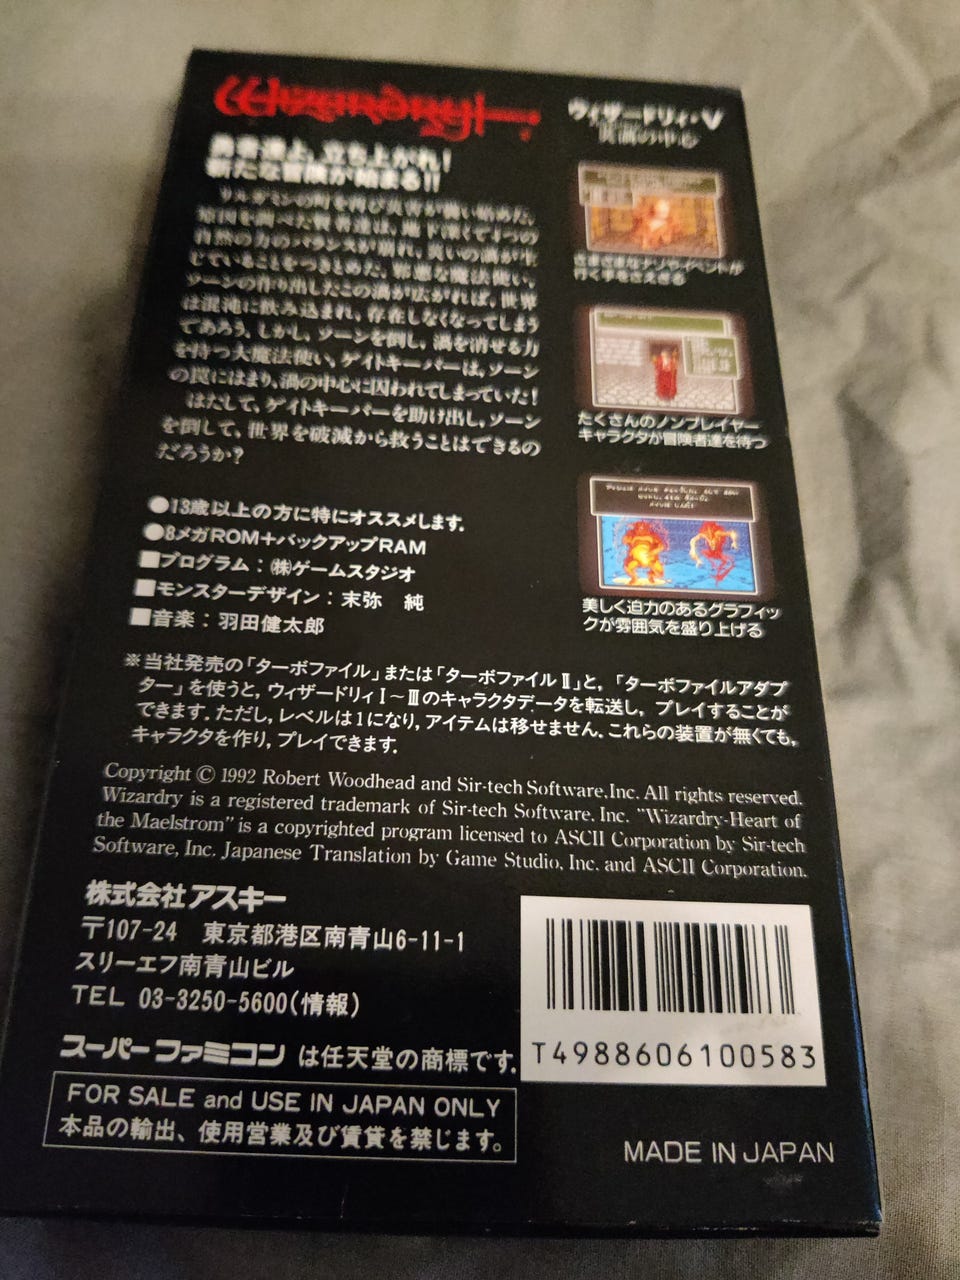 Wizardry
ウィザードリィ・V
災渦の中心
勇者達よ、立ち上がれ!
新たな冒険が始まる!!
リルガミンの町を再び災害が襲い始めた。
原因を調べた賢者達は、地下深くで4つの
自然の力のバランスが崩れ、災いの渦が生
じていることをつきとめた。邪悪な魔法使い、
ソーンの作り出したこの渦が広がれば、世界
は混沌に飲み込まれ、存在しなくなってしまう
であろう。しかし、ソーンを倒し、渦を消せる力
を持つ大魔法使い、ゲイトキーパーは、ソーン
の罠にはまり、渦の中心に囚われてしまっていた!
はたして、ゲイトキーパーを助け出し、ソーン
を倒して、世界を破滅から救うことはできるの
だろうか?
さまざまな イベントが
行く手をさえぎる
たくさんのノンプレイヤー
キャラクタが冒険者達を待つ
美しく迫力のあるグラフィッ
クが雰囲気を盛り上げる
●13歳以上の方に特にオススメします。
●8メガROM+バックアップRAM
■プログラム:㈱ゲームスタジオ
■モンスターデザイン:末弥 純
■音楽:羽田健太郎
※当社発売の「ターボファイル」または「ターボファイルⅡ」と,「ターボファイルアダプ
ター」を使うと,ウィザードリィⅠ~Ⅲのキャラクタデータを転送し,プレイすることが
できます.ただし,レベルは1になり,アイテムは移せません.これらの装置が無くても,
キャラクタを作り,プレイできます.
Copyright © 1992 Robert Woodhead and Sir-tech Software,Inc. All rights reserved.
Wizardry is a registered trademark of Sir-tech Software, Inc. "Wizardry-Heart of
the Maelstrom" is a copyrighted program licensed to ASCII Corporation by Sir-tech
Software, Inc. Japanese Translation by Game Studio, Inc. and ASCII Corporation.
株式会社アスキー
〒107-24 東京都港区南青山6-11-1
スリーエフ南青山ビル
TEL 03-3250-5600(情報)
スーパーファミコン は任天堂の商標です.
T4988606100583
FOR SALE and USE IN JAPAN ONLY
本品の輸出、使用営業及び賃貸を禁じます。
MADE IN JAPAN